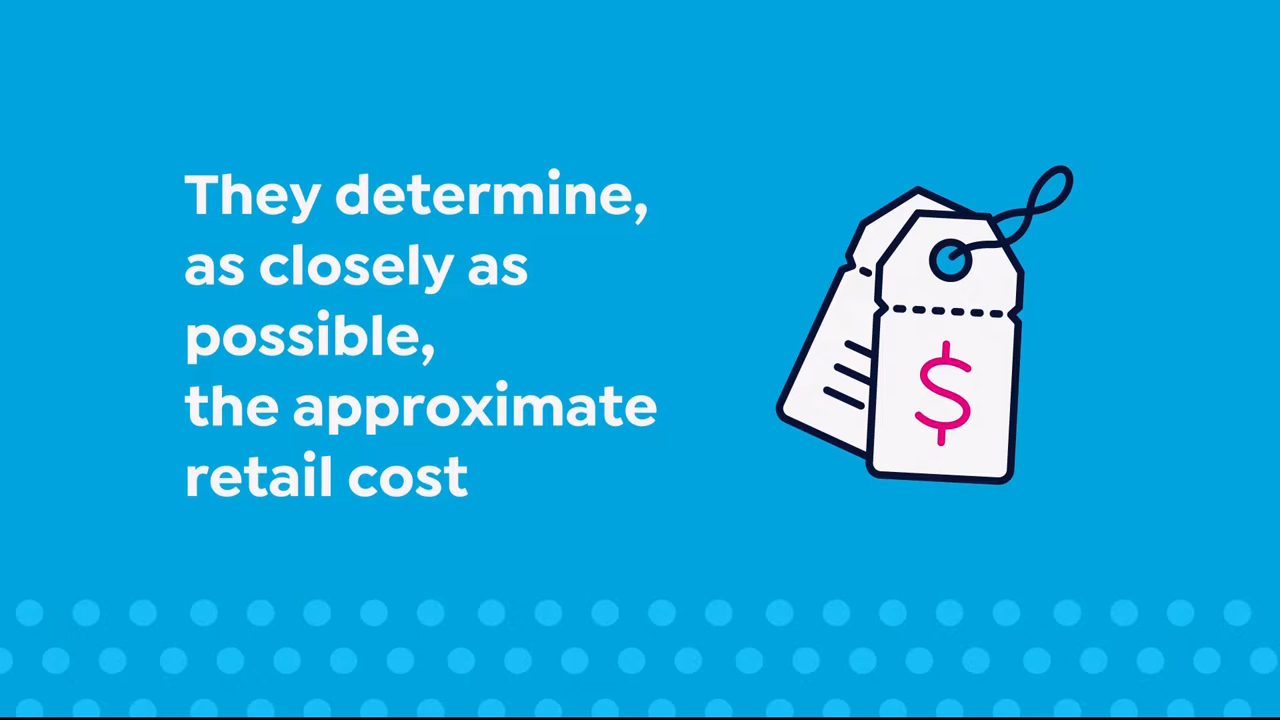 They determine,
as closely as
possible,
the approximate
retail cost
$